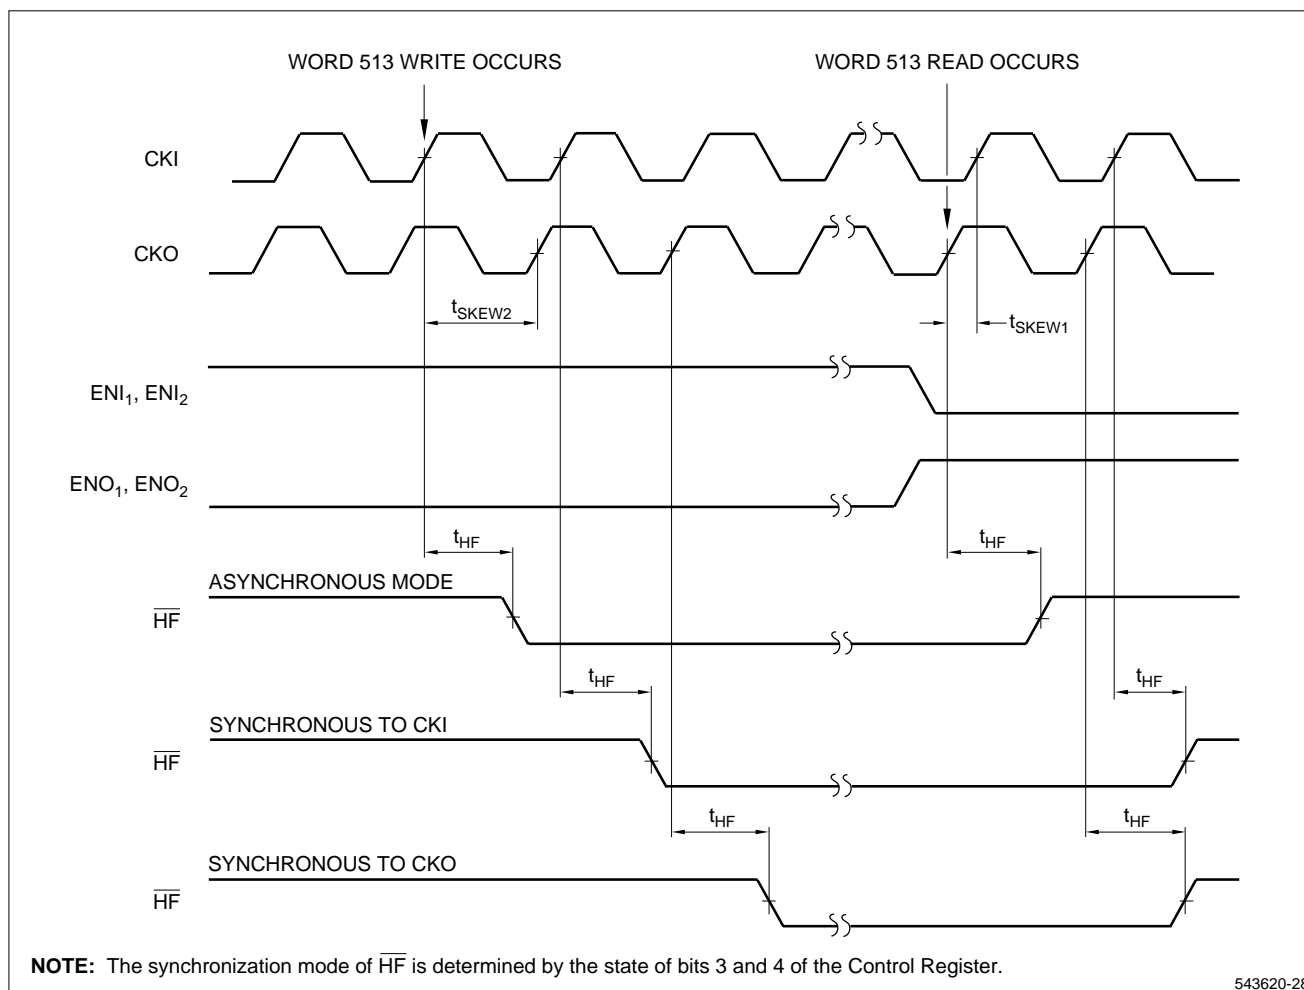 WORD 513 WRITE OCCURS
WORD 513 READ OCCURS
CKI
CKO
tSKEW2
tSKEW1
ENI1, ENI2
ENO1, ENO2
tHF
tHF
ASYNCHRONOUS MODE
HF
tHF
tHF
SYNCHRONOUS TO CKI
HF
tHF
tHF
SYNCHRONOUS TO CKO
HF
NOTE: The synchronization mode of HF is determined by the state of bits 3 and 4 of the Control Register.
543620-28